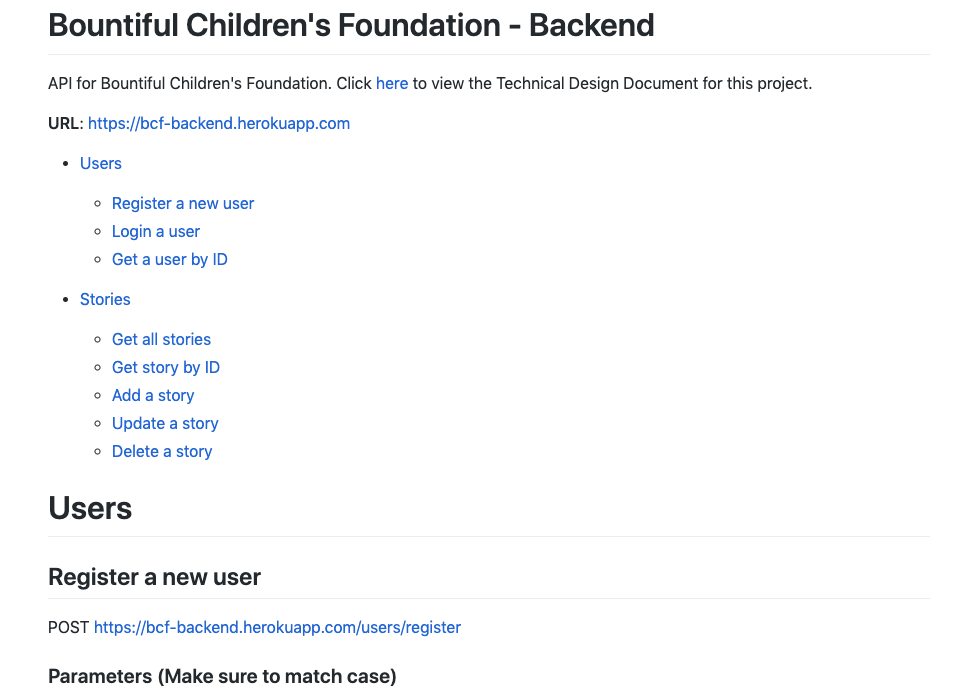 Bountiful Children's Foundation - Backend
API for Bountiful Children's Foundation. Click here to view the Technical Design Document for this project.
URL: https://bcf-backend.herokuapp.com
Users
Register a new user
Login a user
Get a user by ID
Stories
Get all stories
Get story by ID
Add a story
Update a story
Delete a story
Users
Register a new user
POST https://bcf-backend.herokuapp.com/users/register
Parameters (Make sure to match case)